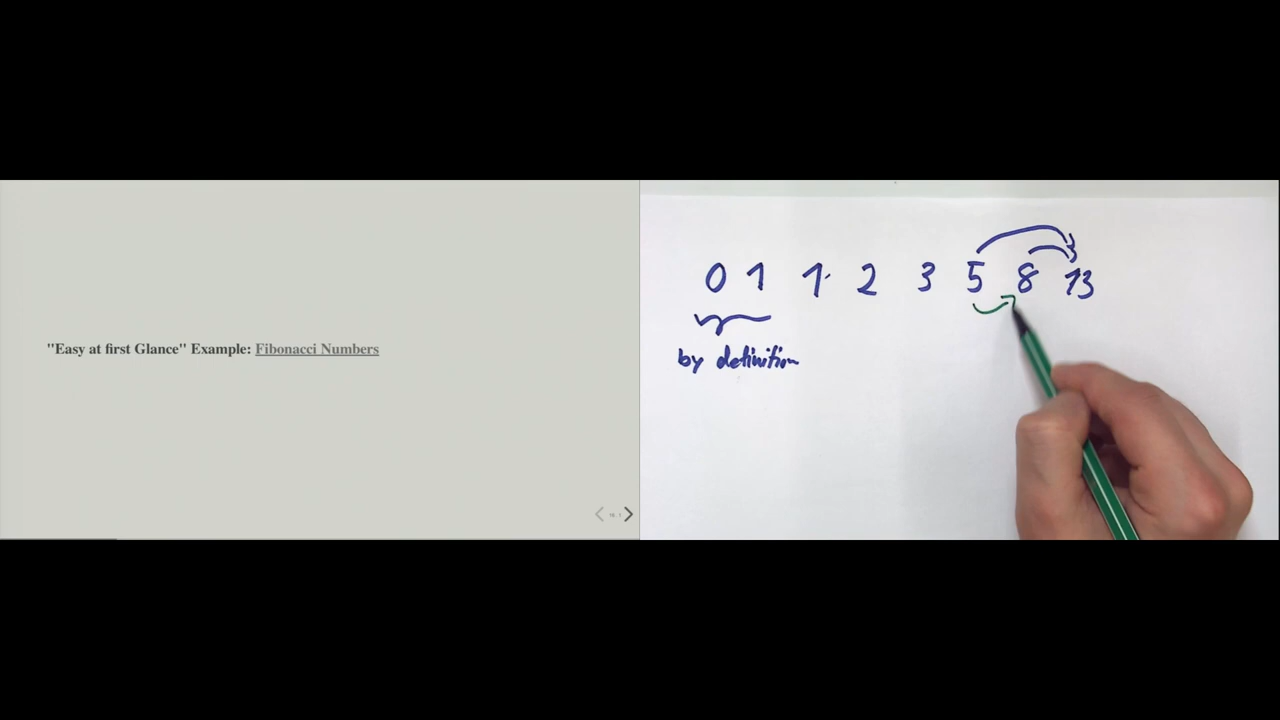 "Easy at first Glance" Example: Fibonacci Numbers
0 1 1 2 3 5 8 13
by definition